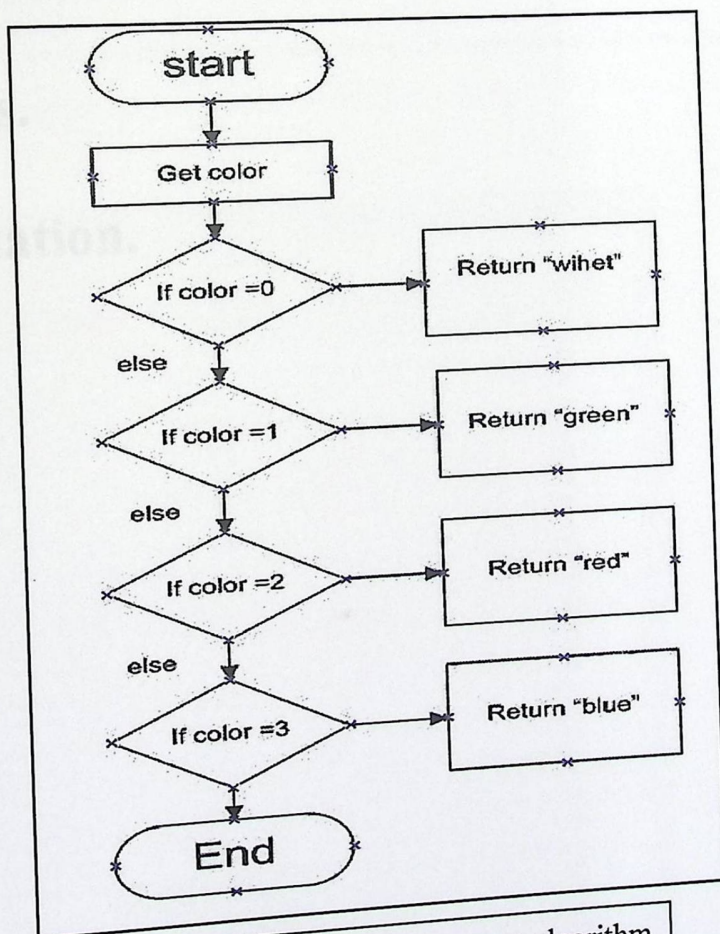 start
Get color
If color =0
Return “wihet”
else
If color =1
Return “green”
else
If color =2
Return “red”
else
If color =3
Return “blue”
End